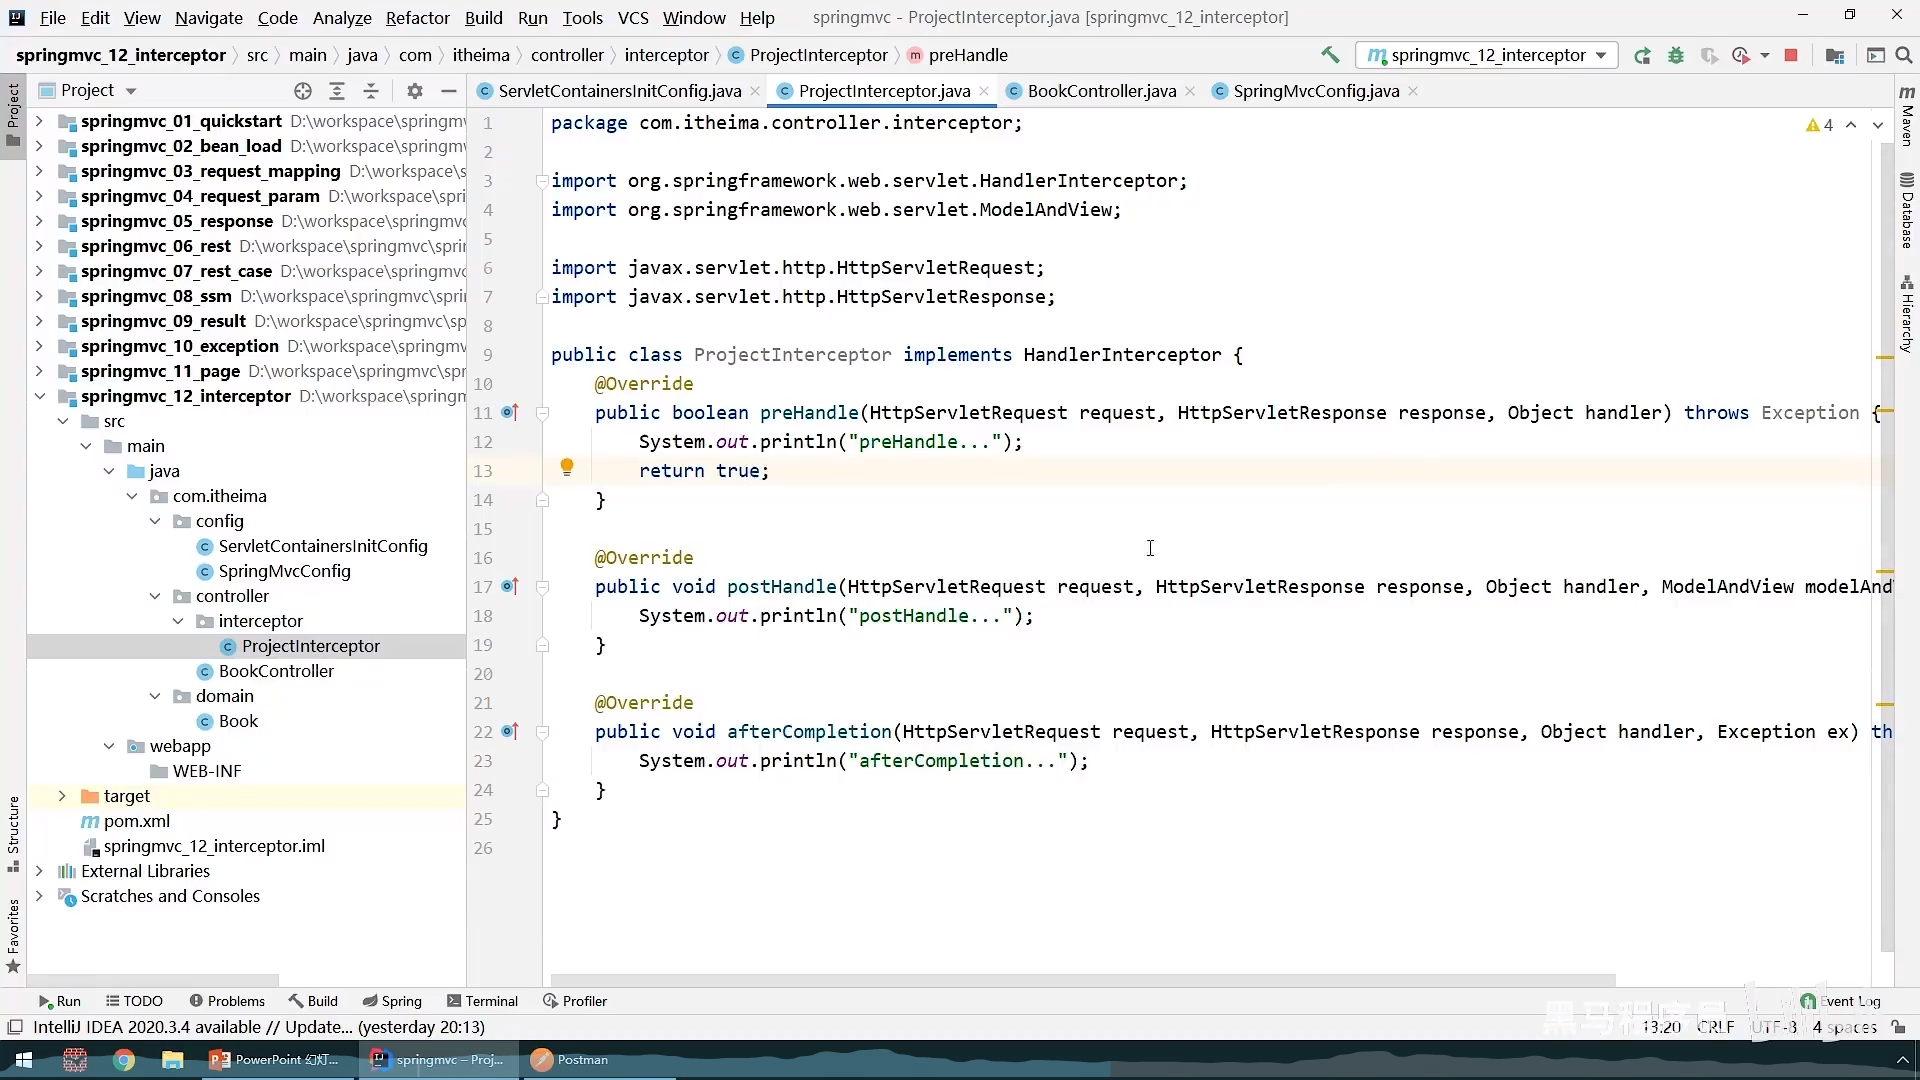 File Edit View Navigate Code Analyze Refactor Build Run Tools VCS Window Help springmvc - ProjectInterceptor.java [springmvc_12_interceptor]
springmvc_12_interceptor src main java com itheima controller interceptor ProjectInterceptor preHandle springmvc_12_interceptor
Project
ServletContainersInitConfig.java ProjectInterceptor.java BookController.java SpringMvcConfig.java
Project
Structure
Favorites
springmvc_01_quickstart D:\workspace\springmv
springmvc_02_bean_load D:\workspace\springmv
springmvc_03_request_mapping D:\workspace\s
springmvc_04_request_param D:\workspace\spri
springmvc_05_response D:\workspace\springmvc
springmvc_06_rest D:\workspace\springmvc\sprin
springmvc_07_rest_case D:\workspace\springmvc
springmvc_08_ssm D:\workspace\springmvc\spri
springmvc_09_result D:\workspace\springmvc\sp
springmvc_10_exception D:\workspace\springmv
springmvc_11_page D:\workspace\springmvc\spr
springmvc_12_interceptor D:\workspace\springm
src
main
java
com.itheima
config
ServletContainersInitConfig
SpringMvcConfig
controller
interceptor
ProjectInterceptor
BookController
domain
Book
webapp
WEB-INF
target
pom.xml
springmvc_12_interceptor.iml
External Libraries
Scratches and Consoles
1 package com.itheima.controller.interceptor;
2
3 import org.springframework.web.servlet.HandlerInterceptor;
4 import org.springframework.web.servlet.ModelAndView;
5
6 import javax.servlet.http.HttpServletRequest;
7 import javax.servlet.http.HttpServletResponse;
8
9 public class ProjectInterceptor implements HandlerInterceptor {
10 @Override
11 public boolean preHandle(HttpServletRequest request, HttpServletResponse response, Object handler) throws Exception {
12 System.out.println("preHandle...");
13 return true;
14 }
15
16 @Override
17 public void postHandle(HttpServletRequest request, HttpServletResponse response, Object handler, ModelAndView modelAnd
18 System.out.println("postHandle...");
19 }
20
21 @Override
22 public void afterCompletion(HttpServletRequest request, HttpServletResponse response, Object handler, Exception ex) th
23 System.out.println("afterCompletion...");
24 }
25 }
26
4
Maven
Database
Hierarchy
Run TODO Problems Build Spring Terminal Profiler Event Log
IntelliJ IDEA 2020.3.4 available // Update... (yesterday 20:13) 13:20 CRLF UTF-8 4 spaces
黑马程序员
PowerPoint 幻灯... springmvc – Proj... Postman